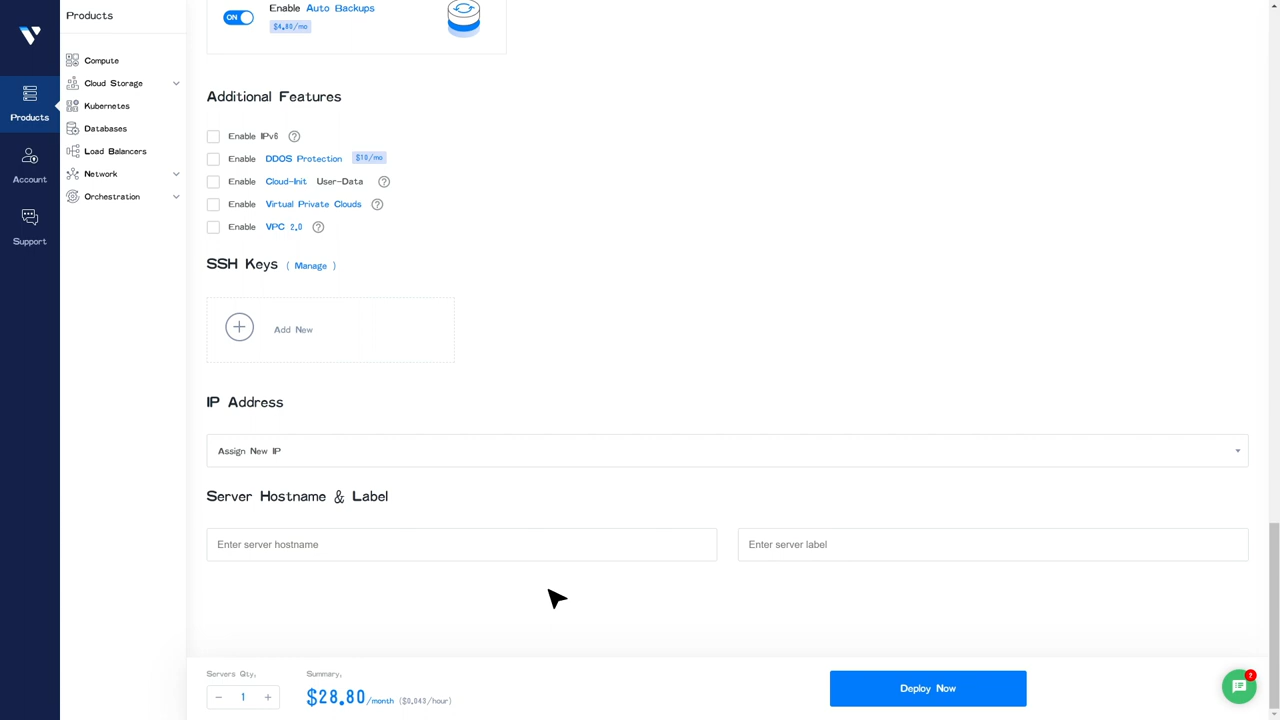 Products
Products
Account
Support
Compute
Cloud Storage
Kubernetes
Databases
Load Balancers
Network
Orchestration
ON
Enable Auto Backups
$4.80/mo
Additional Features
Enable IPv6 ?
Enable DDOS Protection $10/mo
Enable Cloud-Init User-Data ?
Enable Virtual Private Clouds ?
Enable VPC 2.0 ?
SSH Keys ( Manage )
Add New
IP Address
Assign New IP
Server Hostname & Label
Enter server hostname
Enter server label
Servers Qty.
− 1 +
Summary.
$28.80/month ($0.043/hour)
Deploy Now
2